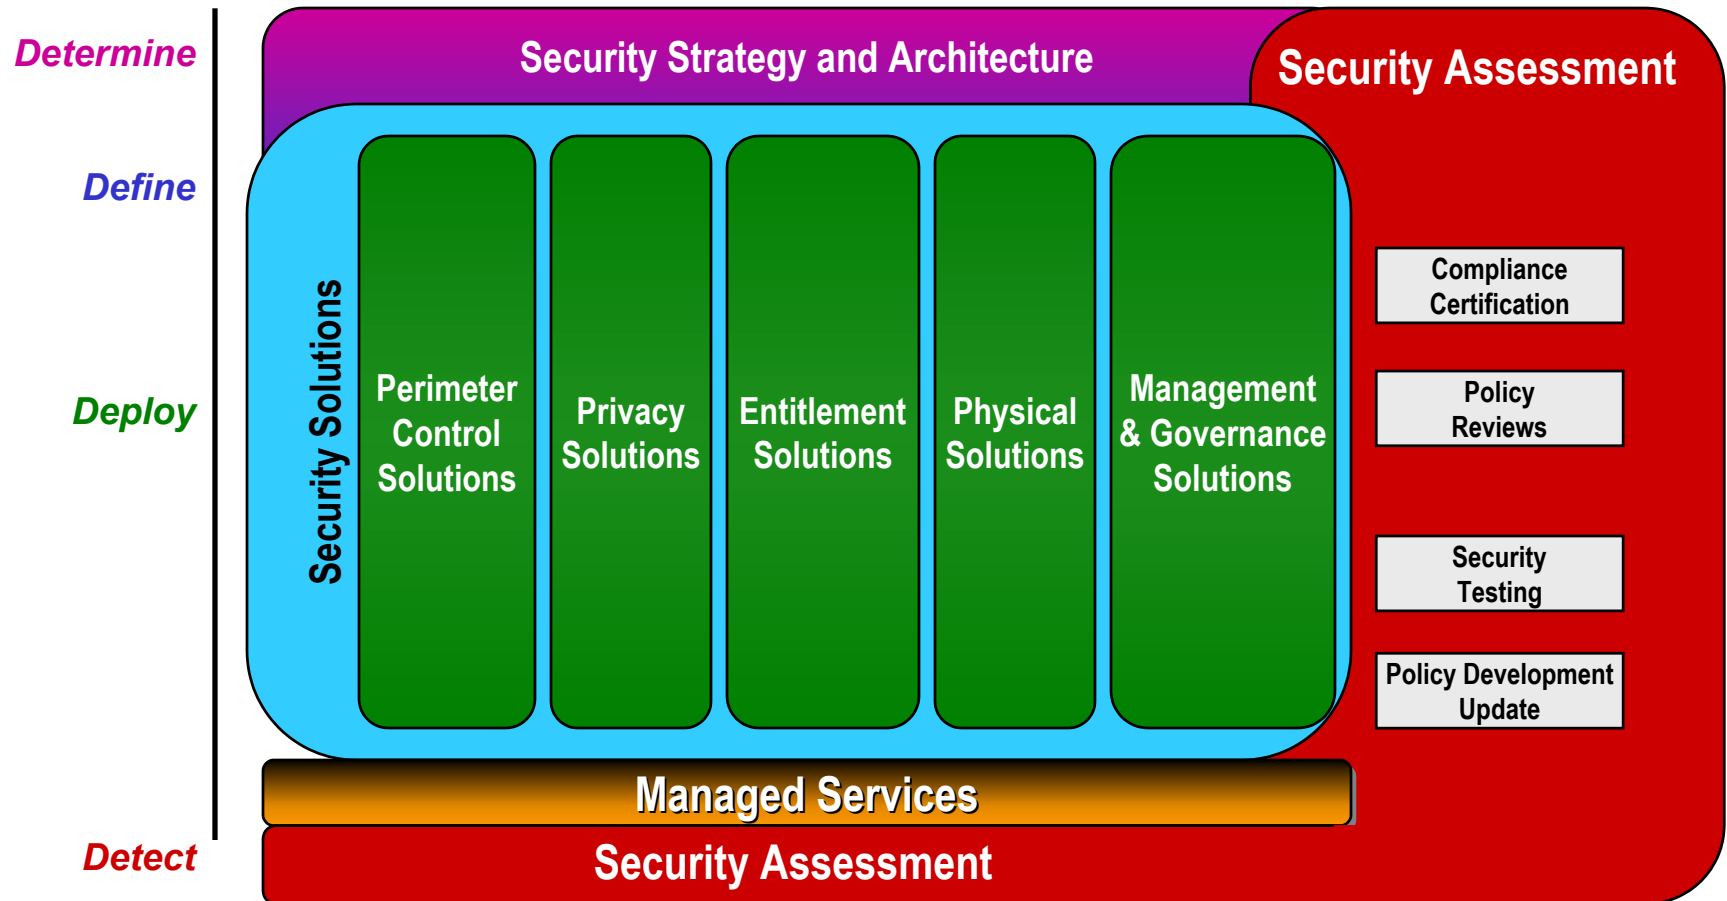 Determine
Security Strategy and Architecture
Security Assessment
Define
Deploy
Security Solutions
Perimeter
Control
Solutions
Privacy
Solutions
Entitlement
Solutions
Physical
Solutions
Management
& Governance
Solutions
Compliance
Certification
Policy
Reviews
Security
Testing
Policy Development
Update
Managed Services
Detect
Security Assessment